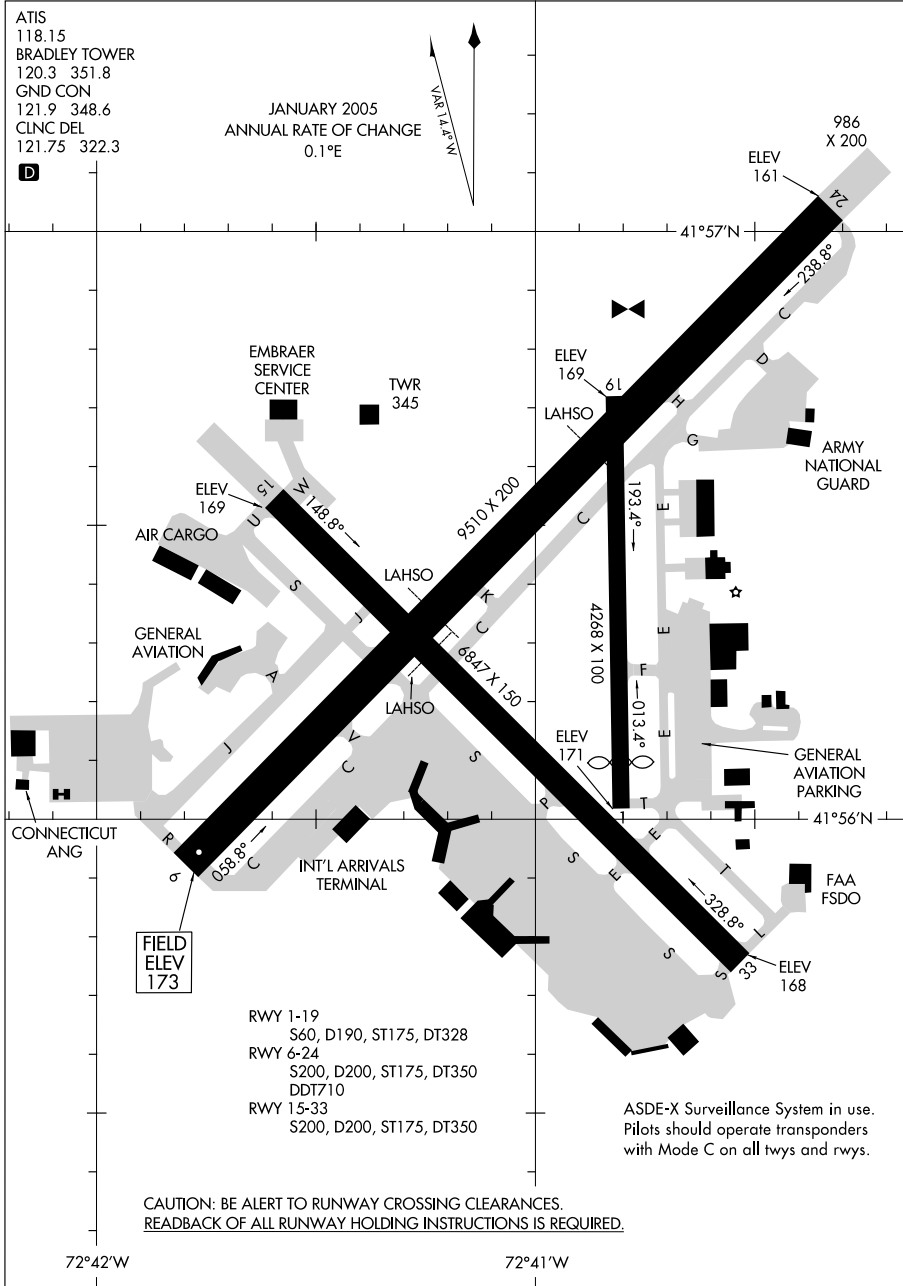 ATIS
118.15
BRADLEY TOWER
120.3 351.8
GND CON
121.9 348.6
CLNC DEL
121.75 322.3
D
JANUARY 2005
ANNUAL RATE OF CHANGE
0.1°E
VAR 14.4° W
986
X 200
ELEV
161
24
41°57'N
238.8°
C
D
EMBRAER
SERVICE
CENTER
TWR
345
ELEV
169
19
LAHSO
H
G
ARMY
NATIONAL
GUARD
15
W
ELEV
169
U
148.8°
9510 X 200
C
193.4°
E
AIR CARGO
S
LAHSO
J
K
C
4268 X 100
E
GENERAL
AVIATION
A
6847 X 150
F
LAHSO
013.4°
J
V
C
S
ELEV
171
E
GENERAL
AVIATION
PARKING
P
T
41°56'N
CONNECTICUT
ANG
R
6
058.8°
C
INT'L ARRIVALS
TERMINAL
S
E
E
T
328.8°
FAA
FSDO
L
FIELD
ELEV
173
S
S
33
ELEV
168
RWY 1-19
S60, D190, ST175, DT328
RWY 6-24
S200, D200, ST175, DT350
DDT710
RWY 15-33
S200, D200, ST175, DT350
ASDE-X Surveillance System in use.
Pilots should operate transponders
with Mode C on all twys and rwys.
CAUTION: BE ALERT TO RUNWAY CROSSING CLEARANCES.
READBACK OF ALL RUNWAY HOLDING INSTRUCTIONS IS REQUIRED.
72°42'W
72°41'W